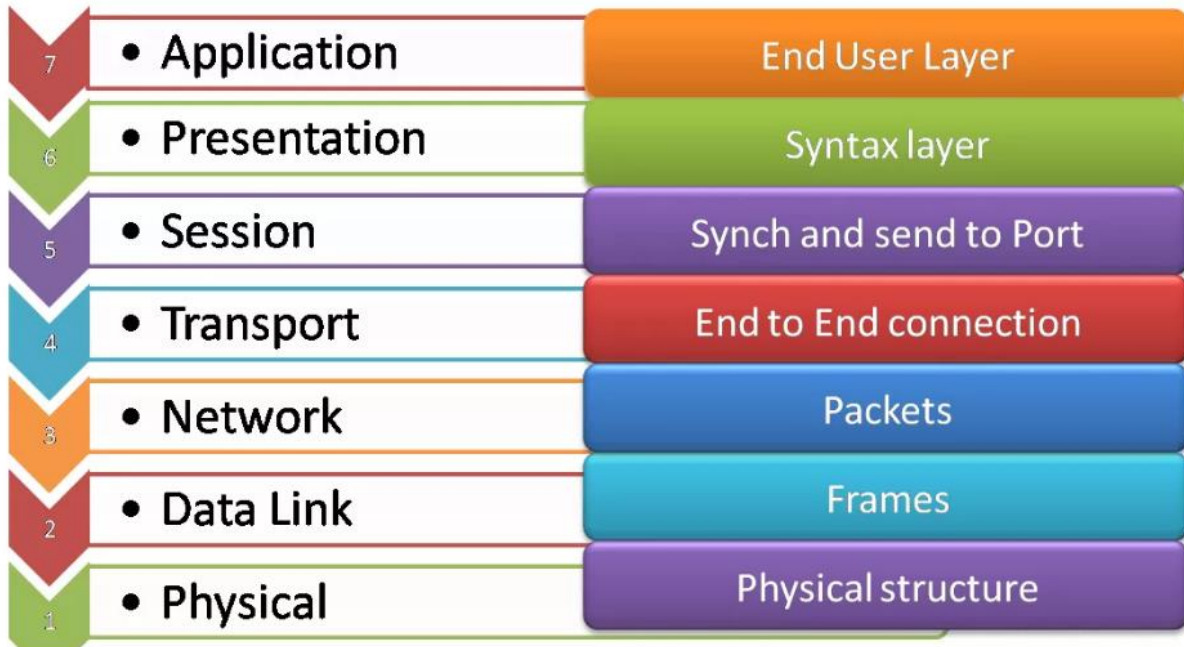 7
• Application
End User Layer
6
• Presentation
Syntax layer
5
• Session
Synch and send to Port
4
• Transport
End to End connection
3
• Network
Packets
2
• Data Link
Frames
1
• Physical
Physical structure